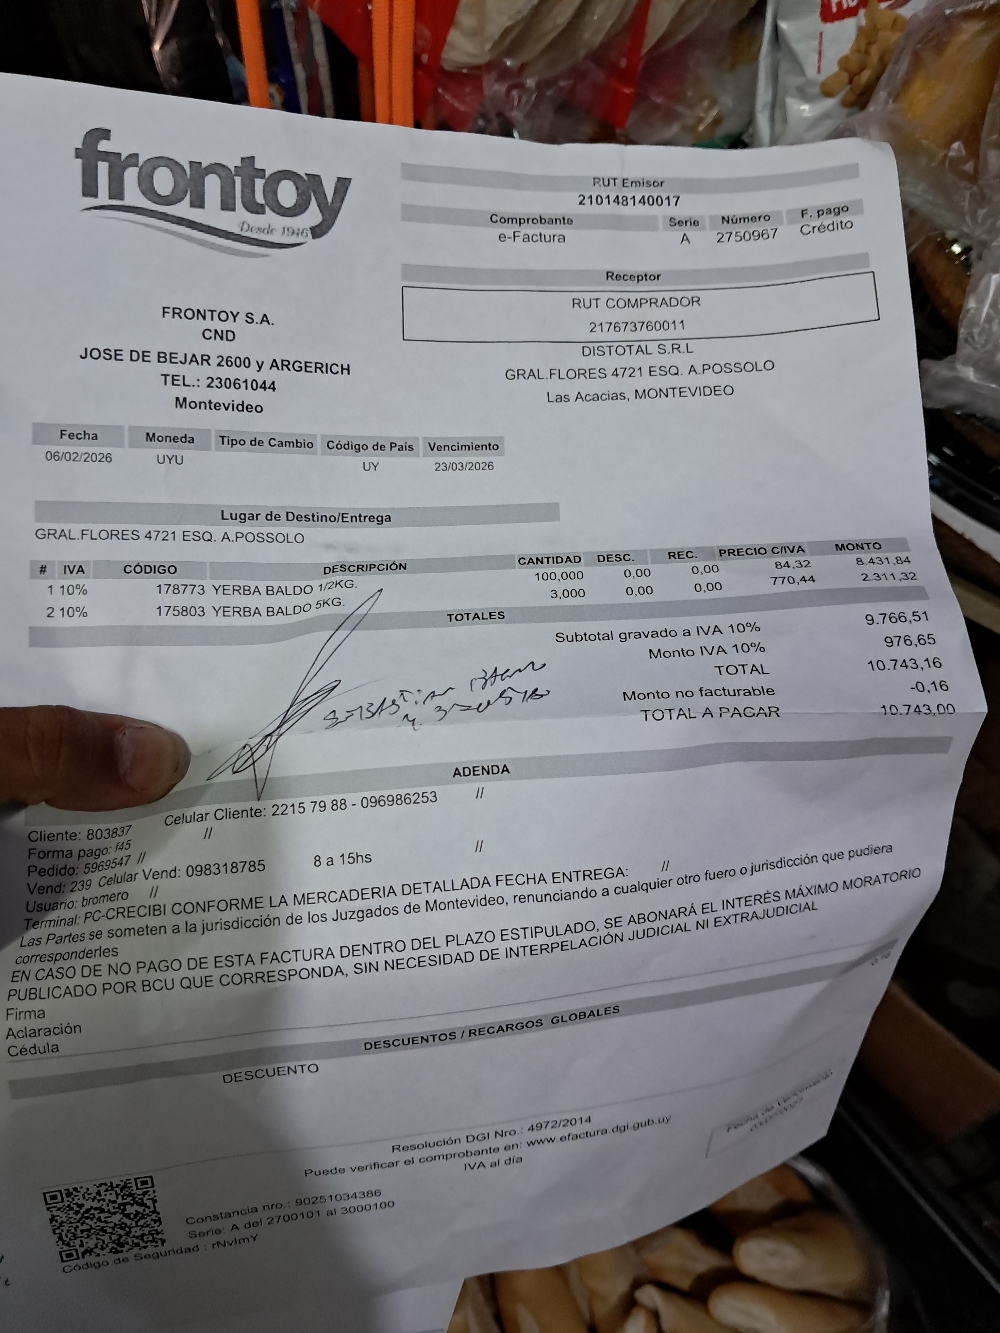 frontoy
Desde 1946
RUT Emisor
210148140017
Comprobante Serie Número F. pago
e-Factura A 2750967 Crédito
Receptor
RUT COMPRADOR
217673760011
DISTOTAL S.R.L
GRAL.FLORES 4721 ESQ. A.POSSOLO
Las Acacias, MONTEVIDEO
FRONTOY S.A.
CND
JOSE DE BEJAR 2600 y ARGERICH
TEL.: 23061044
Montevideo
Fecha Moneda Tipo de Cambio Código de País Vencimiento
06/02/2026 UYU UY 23/03/2026
Lugar de Destino/Entrega
GRAL.FLORES 4721 ESQ. A.POSSOLO
# IVA CÓDIGO DESCRIPCIÓN CANTIDAD DESC. REC. PRECIO C/IVA MONTO
1 10% 178773 YERBA BALDO 1/2KG. 100,000 0,00 0,00 84,32 8.431,84
2 10% 175803 YERBA BALDO 5KG. 3,000 0,00 0,00 770,44 2.311,32
TOTALES
Subtotal gravado a IVA 10% 9.766,51
Monto IVA 10% 976,65
TOTAL 10.743,16
Monto no facturable -0,16
TOTAL A PAGAR 10.743,00
ADENDA
Celular Cliente: 2215 79 88 - 096986253 //
Cliente: 803837 //
Forma pago: f45
Pedido: 5969547 //
Vend: 239 Celular Vend: 098318785 8 a 15hs //
Usuario: bromero //
Terminal: PC-CRECIBI CONFORME LA MERCADERIA DETALLADA FECHA ENTREGA: //
Las Partes se someten a la jurisdicción de los Juzgados de Montevideo, renunciando a cualquier otro fuero o jurisdicción que pudiera
corresponderles
EN CASO DE NO PAGO DE ESTA FACTURA DENTRO DEL PLAZO ESTIPULADO, SE ABONARÁ EL INTERÉS MÁXIMO MORATORIO
PUBLICADO POR BCU QUE CORRESPONDA, SIN NECESIDAD DE INTERPELACIÓN JUDICIAL NI EXTRAJUDICIAL
Firma
Aclaración
Cédula
DESCUENTOS / RECARGOS GLOBALES
DESCUENTO 0,16
Resolución DGI Nro.: 4972/2014
Puede verificar el comprobante en: www.efactura.dgi.gub.uy
IVA al día
Fecha de Vencimiento
Constancia nro.: 90251034386
Serie: A del 2700101 al 3000100
Código de Seguridad : rNvImY